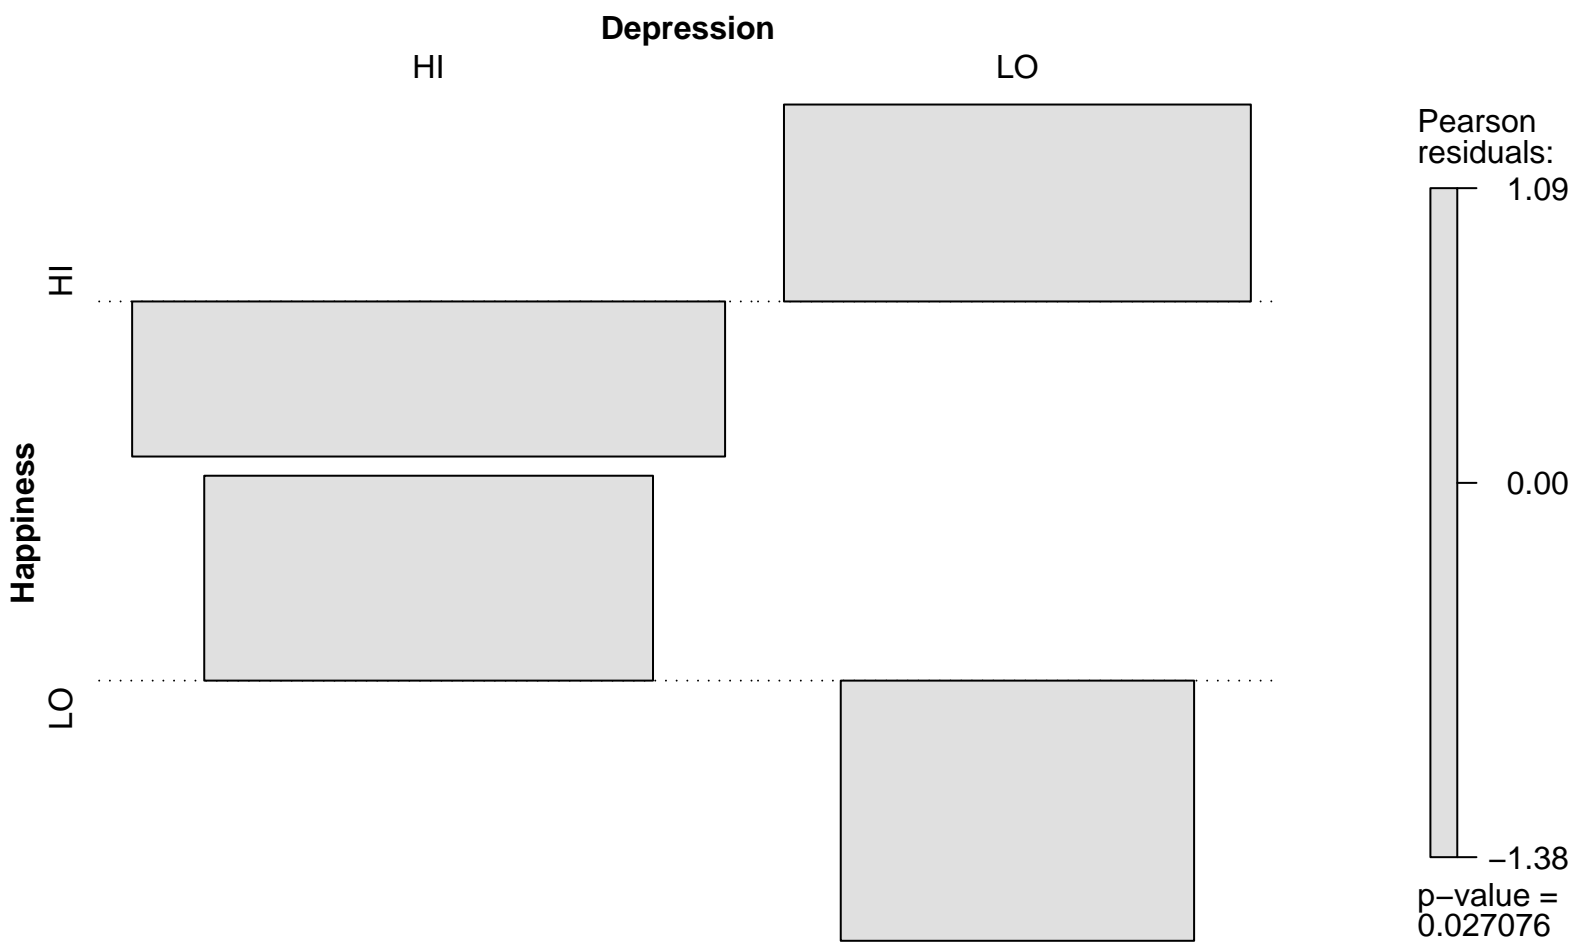 Depression
HI
LO
Happiness
HI
LO
Pearson
residuals:
1.09
0.00
−1.38
p−value =
0.027076